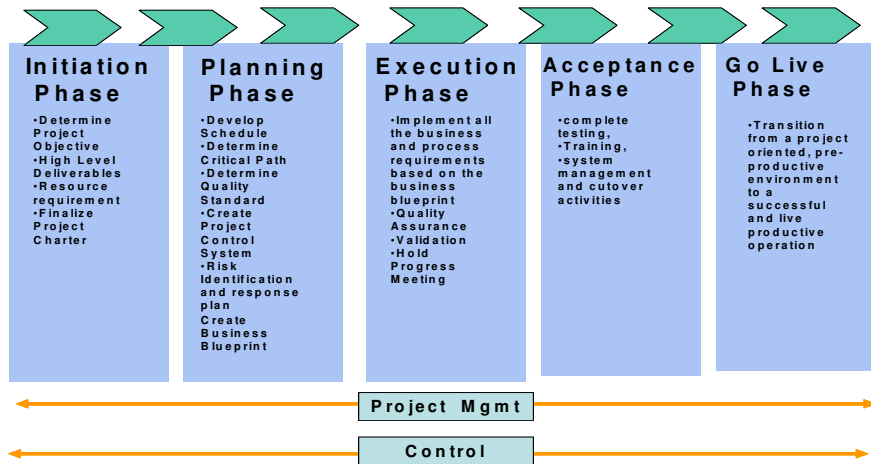 Initiation
Phase
•Determine
Project
Objective
•High Level
Deliverables
•Resource
requirement
•Finalize
Project
Charter
Planning
Phase
•Develop
Schedule
•Determine
Critical Path
•Determine
Quality
Standard
•Create
Project
Control
System
•Risk
Identification
and response
plan
Create
Business
Blueprint
Execution
Phase
•Implement all
the business
and process
requirements
based on the
business
blueprint
•Quality
Assurance
•Validation
•Hold
Progress
Meeting
Acceptance
Phase
•complete
testing,
•Training,
•system
management
and cutover
activities
Go Live
Phase
•Transition
from a project
oriented, pre-
productive
environment
to a
successful
and live
productive
operation
Project Mgmt
Control